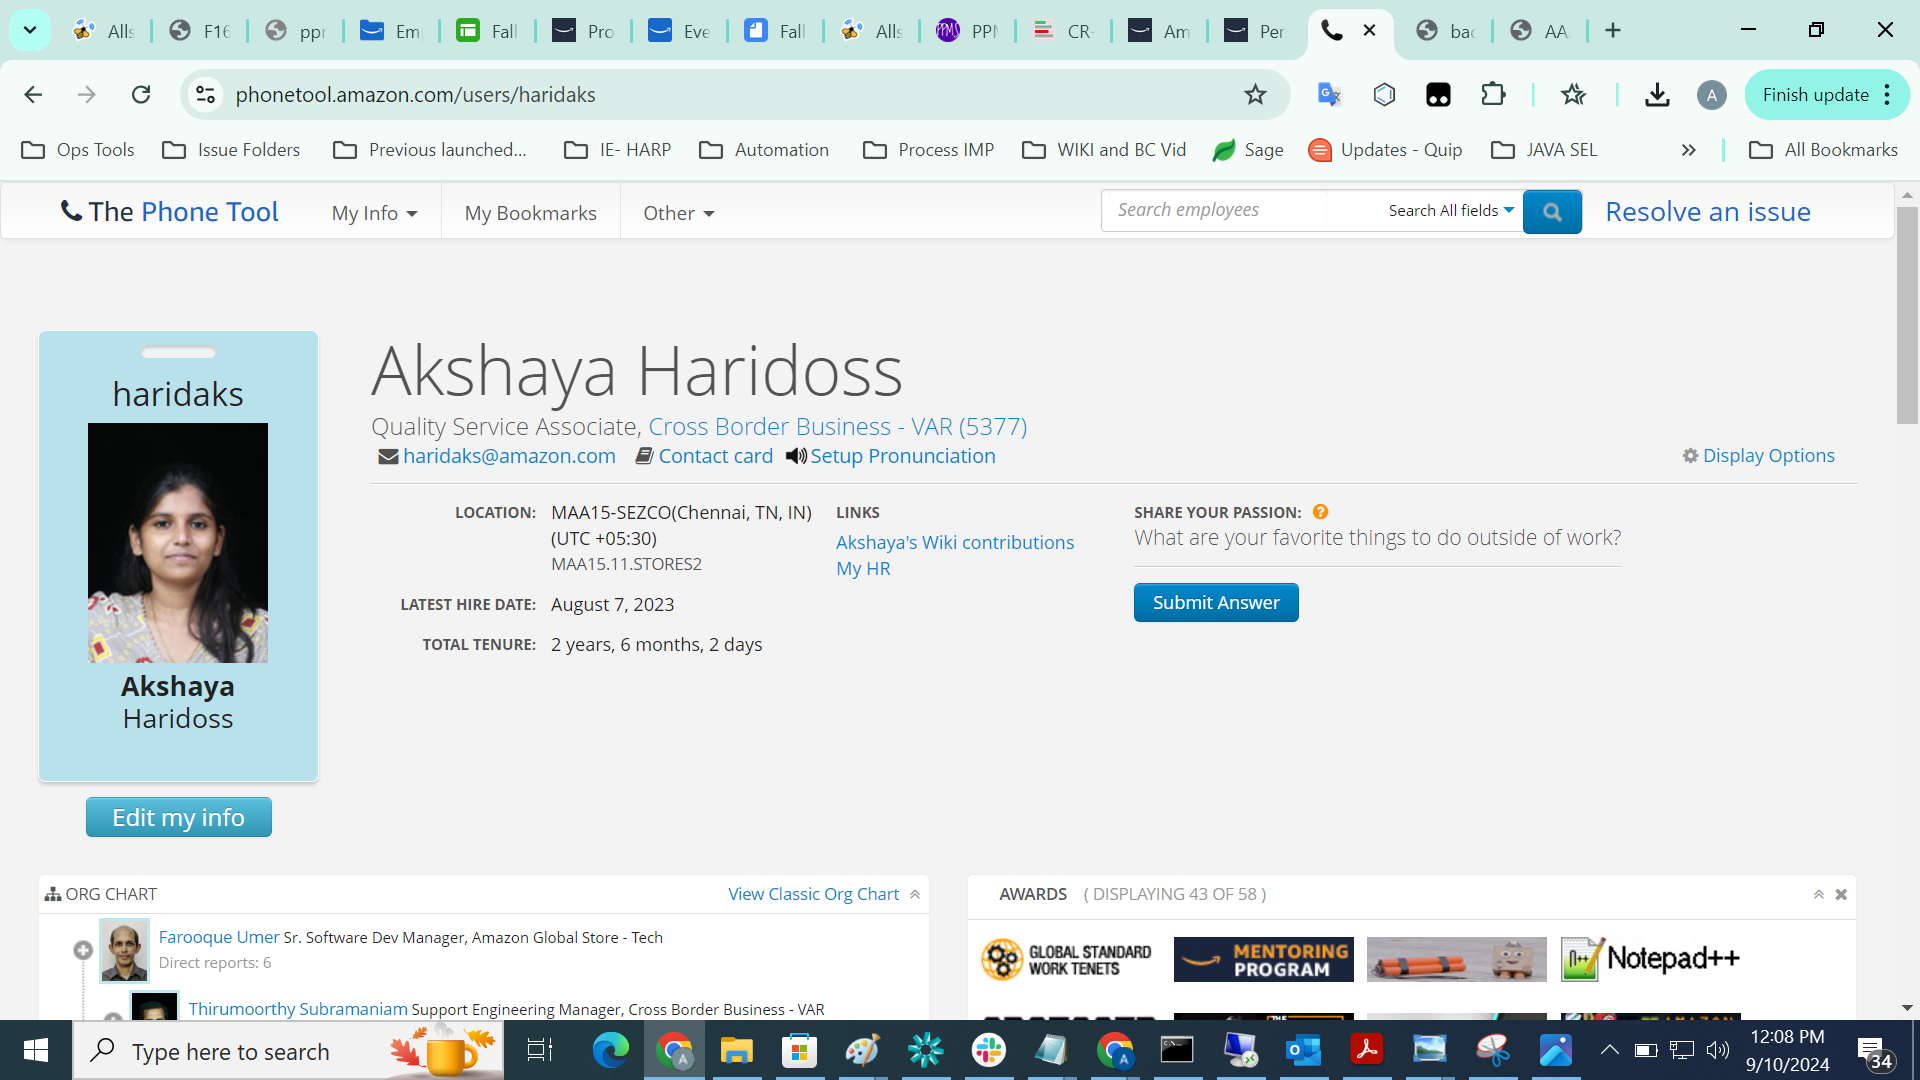 Alls
F16
ppr
Em
Fall
Pro
Eve
Fall
Alls
PPMS PPM
CR-
Am
Per
bac
AA
phonetool.amazon.com/users/haridaks
A
Finish update
Ops Tools
Issue Folders
Previous launched...
IE- HARP
Automation
Process IMP
WIKI and BC Vid
Sage
Updates - Quip
JAVA SEL
»
All Bookmarks
The Phone Tool
My Info
My Bookmarks
Other
Search employees
Search All fields
Resolve an issue
haridaks
Akshaya
Haridoss
Edit my info
Akshaya Haridoss
Quality Service Associate, Cross Border Business - VAR (5377)
haridaks@amazon.com
Contact card
Setup Pronunciation
Display Options
LOCATION: MAA15-SEZCO(Chennai, TN, IN)
(UTC +05:30)
MAA15.11.STORES2
LATEST HIRE DATE: August 7, 2023
TOTAL TENURE: 2 years, 6 months, 2 days
LINKS
Akshaya's Wiki contributions
My HR
SHARE YOUR PASSION:
What are your favorite things to do outside of work?
Submit Answer
ORG CHART
View Classic Org Chart
Farooque Umer Sr. Software Dev Manager, Amazon Global Store - Tech
Direct reports: 6
Thirumoorthy Subramaniam Support Engineering Manager, Cross Border Business - VAR
AWARDS ( DISPLAYING 43 OF 58 )
GLOBAL STANDARD
WORK TENETS
MENTORING
PROGRAM
Notepad++
Type here to search
12:08 PM
9/10/2024
34